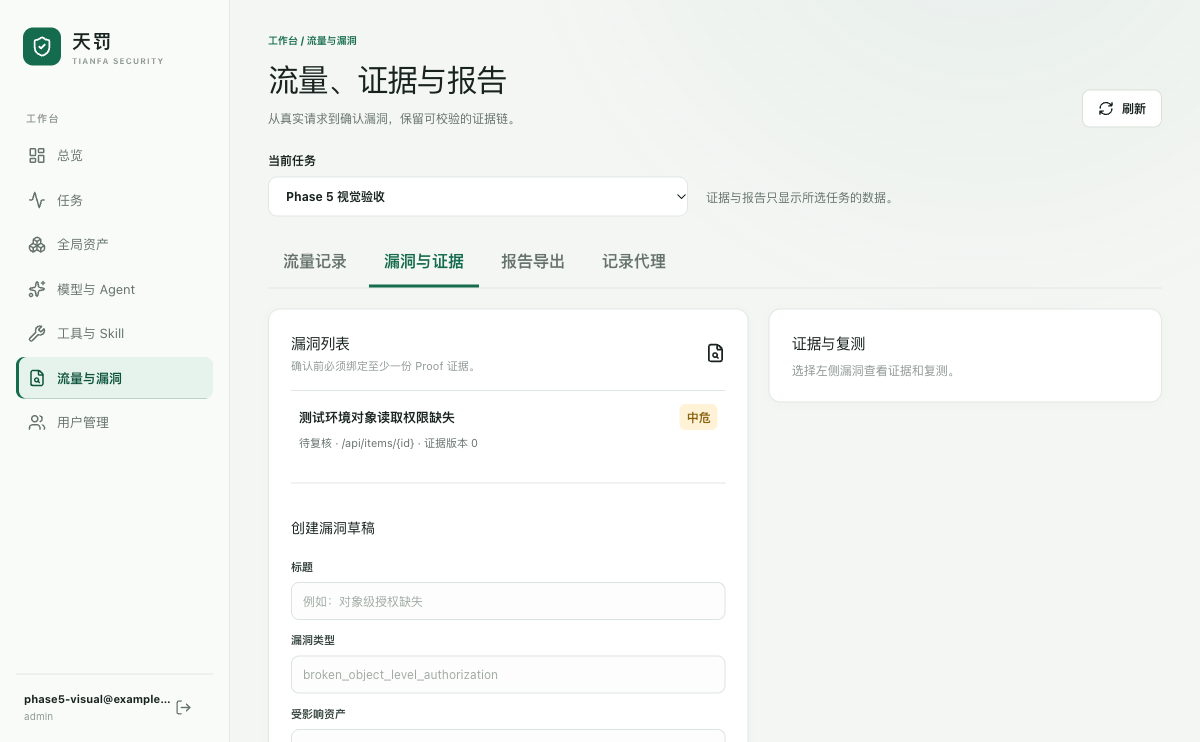 天罚
TIANFA SECURITY
工作台
总览
任务
全局资产
模型与 Agent
工具与 Skill
流量与漏洞
用户管理
phase5-visual@example...
admin
工作台 / 流量与漏洞
流量、证据与报告
从真实请求到确认漏洞，保留可校验的证据链。
刷新
当前任务
Phase 5 视觉验收
证据与报告只显示所选任务的数据。
流量记录
漏洞与证据
报告导出
记录代理
漏洞列表
确认前必须绑定至少一份 Proof 证据。
测试环境对象读取权限缺失
中危
待复核 · /api/items/{id} · 证据版本 0
创建漏洞草稿
标题
例如：对象级授权缺失
漏洞类型
broken_object_level_authorization
受影响资产
证据与复测
选择左侧漏洞查看证据和复测。